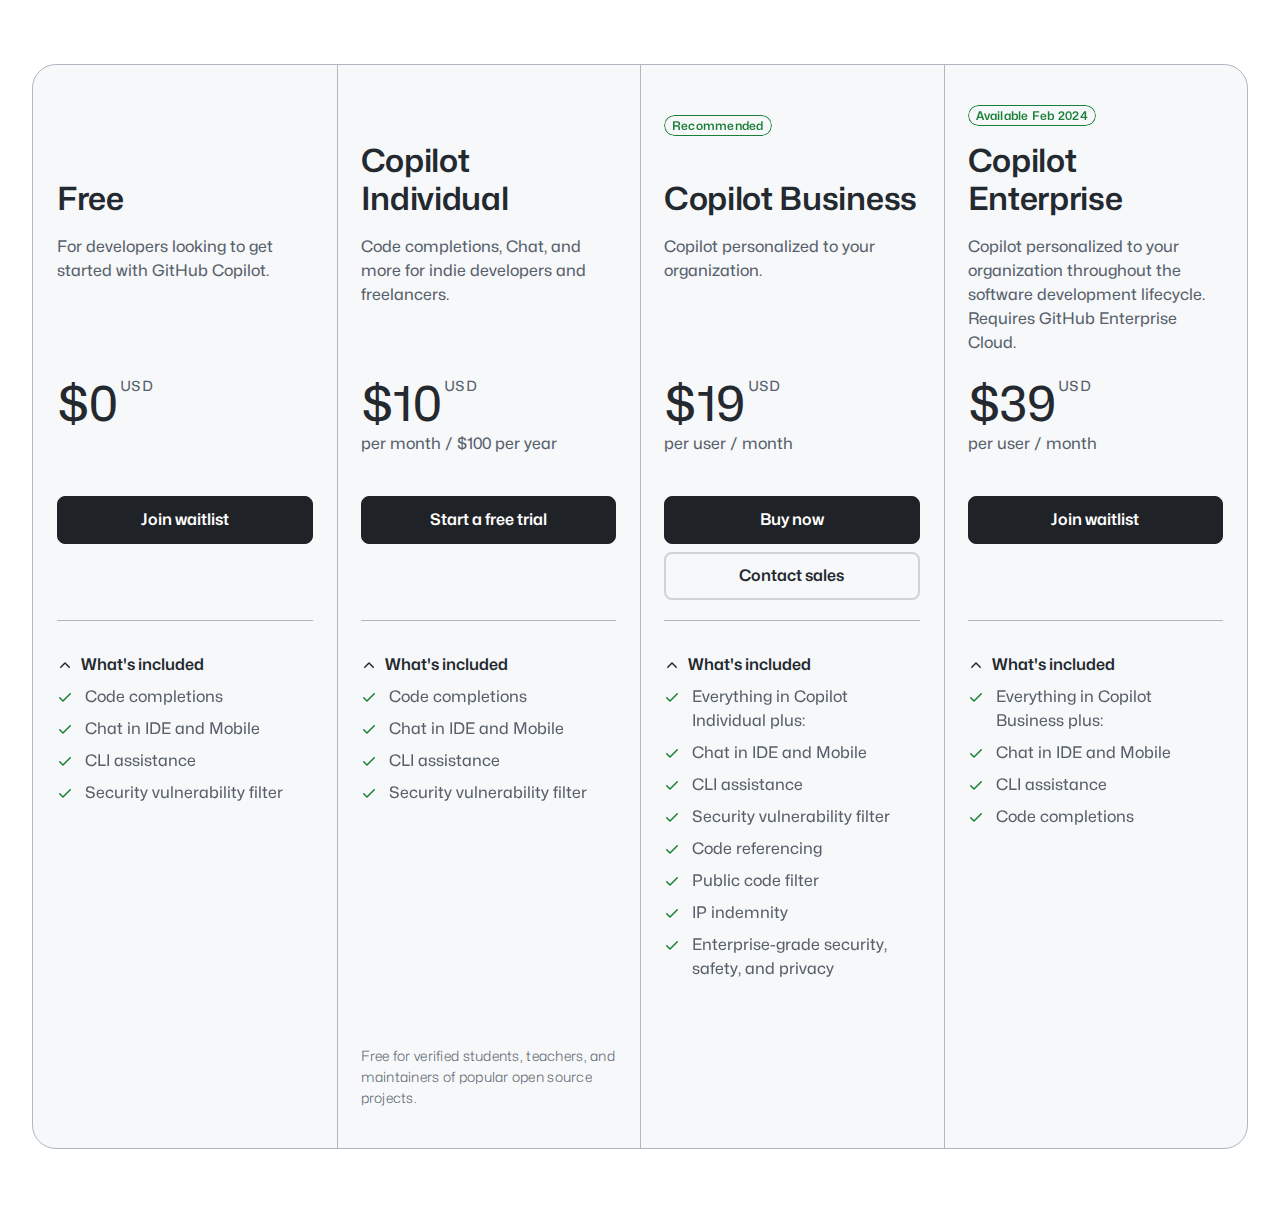 Free
For developers looking to get
started with GitHub Copilot.
$0 USD
Join waitlist
What's included
Code completions
Chat in IDE and Mobile
CLI assistance
Security vulnerability filter
Copilot
Individual
Code completions, Chat, and
more for indie developers and
freelancers.
$10 USD
per month / $100 per year
Start a free trial
What's included
Code completions
Chat in IDE and Mobile
CLI assistance
Security vulnerability filter
Free for verified students, teachers, and
maintainers of popular open source
projects.
Recommended
Copilot Business
Copilot personalized to your
organization.
$19 USD
per user / month
Buy now
Contact sales
What's included
Everything in Copilot
Individual plus:
Chat in IDE and Mobile
CLI assistance
Security vulnerability filter
Code referencing
Public code filter
IP indemnity
Enterprise-grade security,
safety, and privacy
Available Feb 2024
Copilot
Enterprise
Copilot personalized to your
organization throughout the
software development lifecycle.
Requires GitHub Enterprise
Cloud.
$39 USD
per user / month
Join waitlist
What's included
Everything in Copilot
Business plus:
Chat in IDE and Mobile
CLI assistance
Code completions